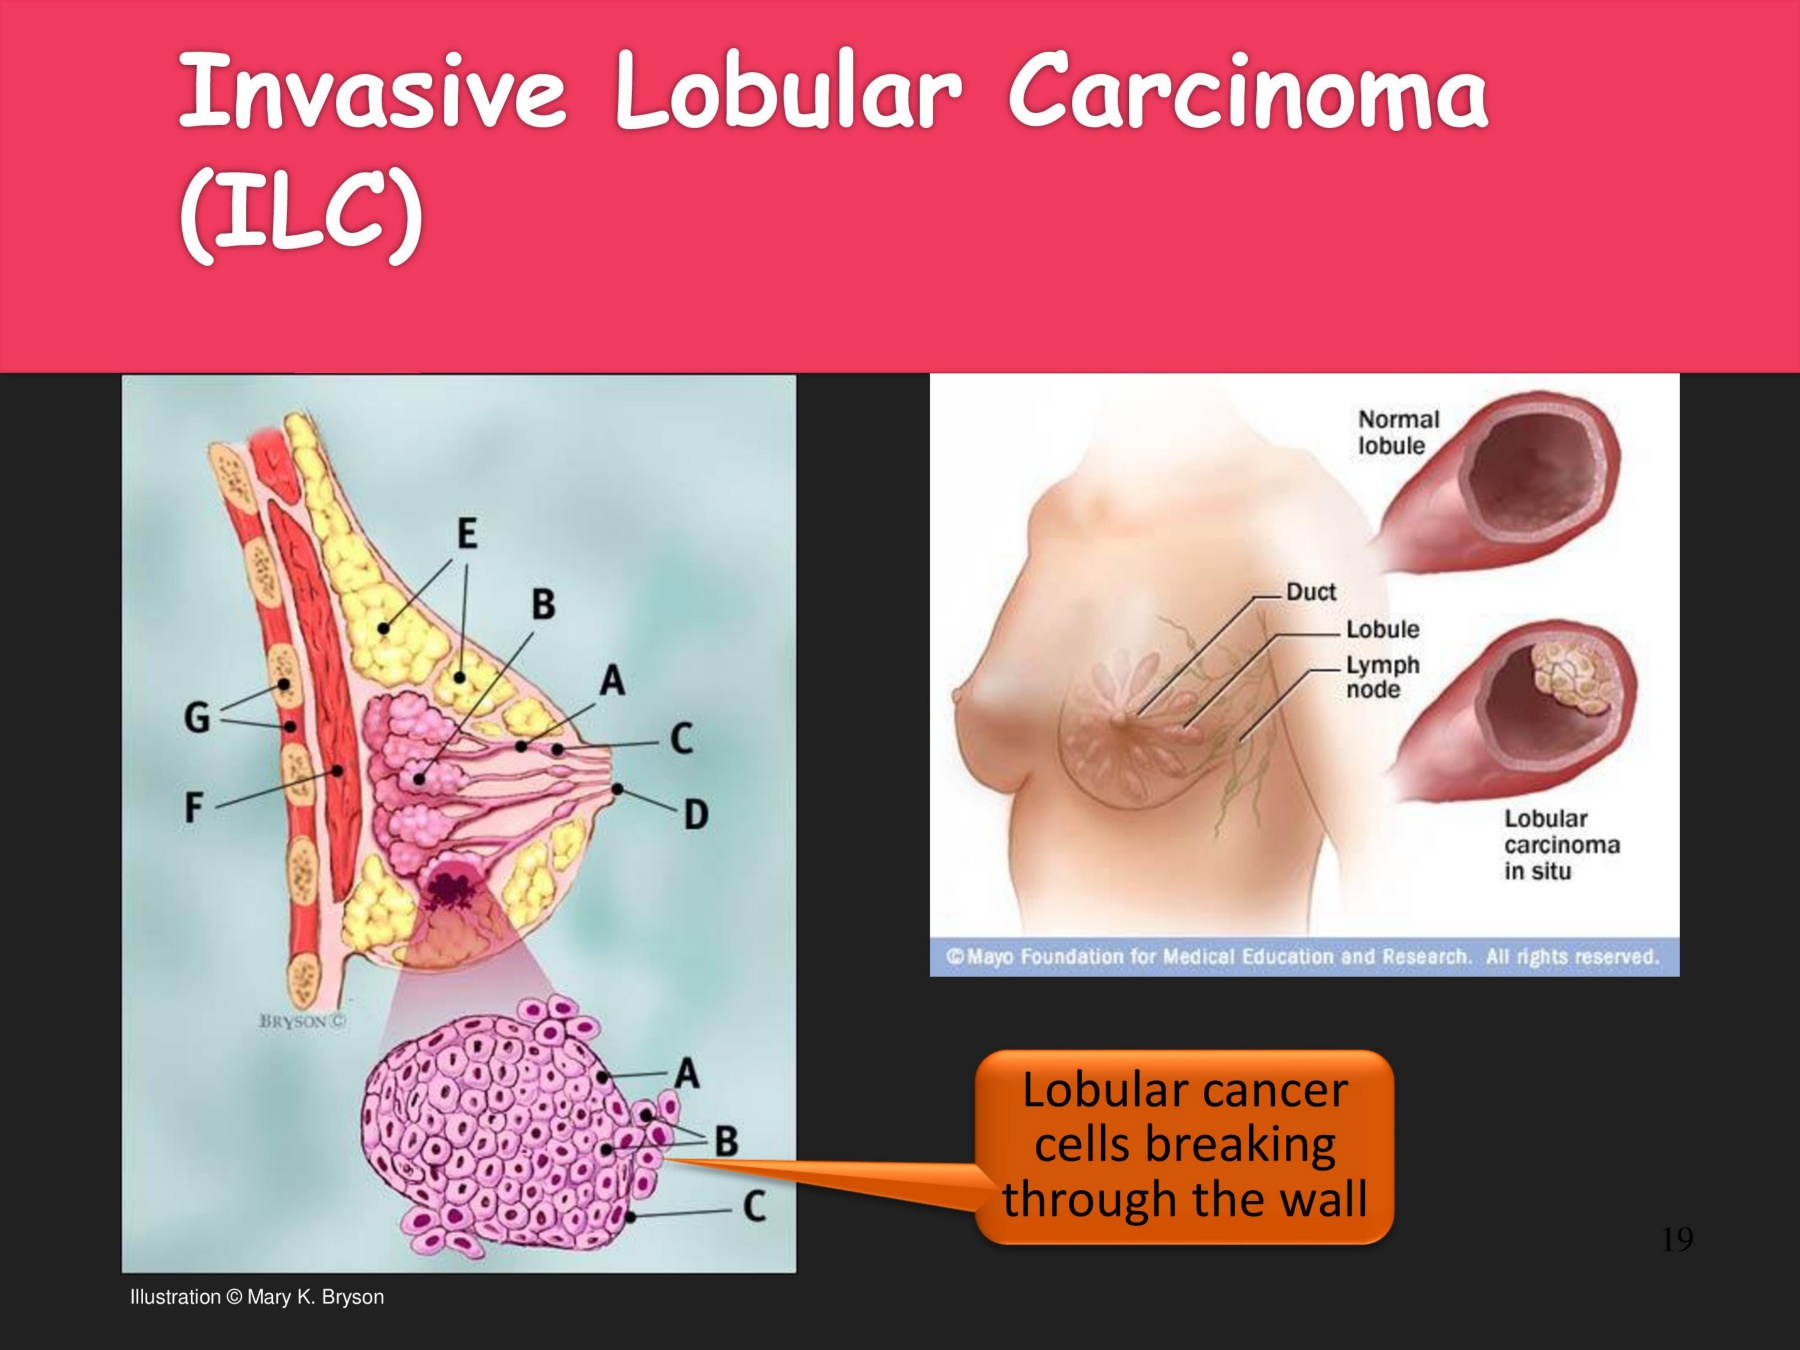 Invasive Lobular Carcinoma
(ILC)
E
B
A
C
G
F
D
BRYSON ©
A
B
C
Illustration © Mary K. Bryson
Normal
lobule
Duct
Lobule
Lymph
node
Lobular
carcinoma
in situ
© Mayo Foundation for Medical Education and Research. All rights reserved.
Lobular cancer
cells breaking
through the wall
19